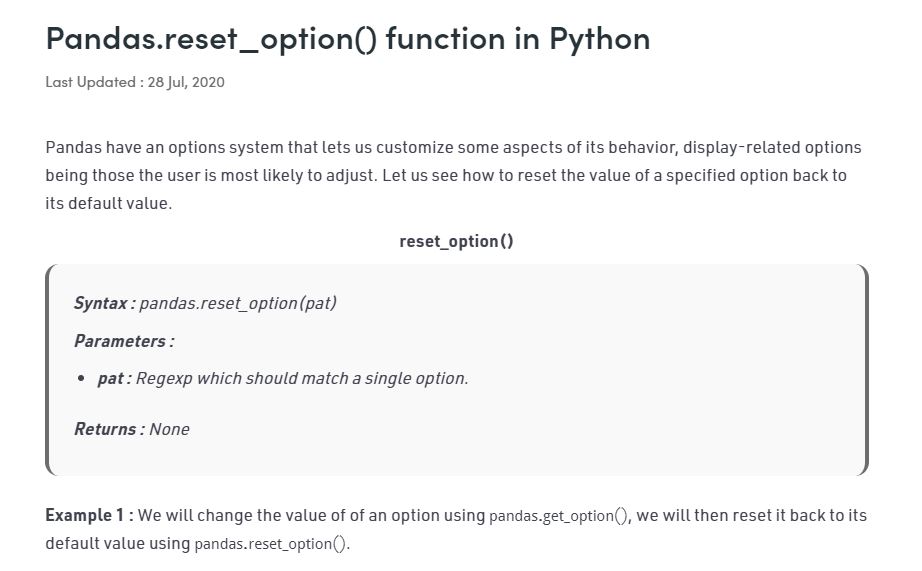 Pandas.reset_option() function in Python
Last Updated : 28 Jul, 2020
Pandas have an options system that lets us customize some aspects of its behavior, display-related options
being those the user is most likely to adjust. Let us see how to reset the value of a specified option back to
its default value.
reset_option()
Syntax : pandas.reset_option(pat)
Parameters :
• pat : Regexp which should match a single option.
Returns : None
Example 1 : We will change the value of of an option using pandas.get_option(), we will then reset it back to its
default value using pandas.reset_option().